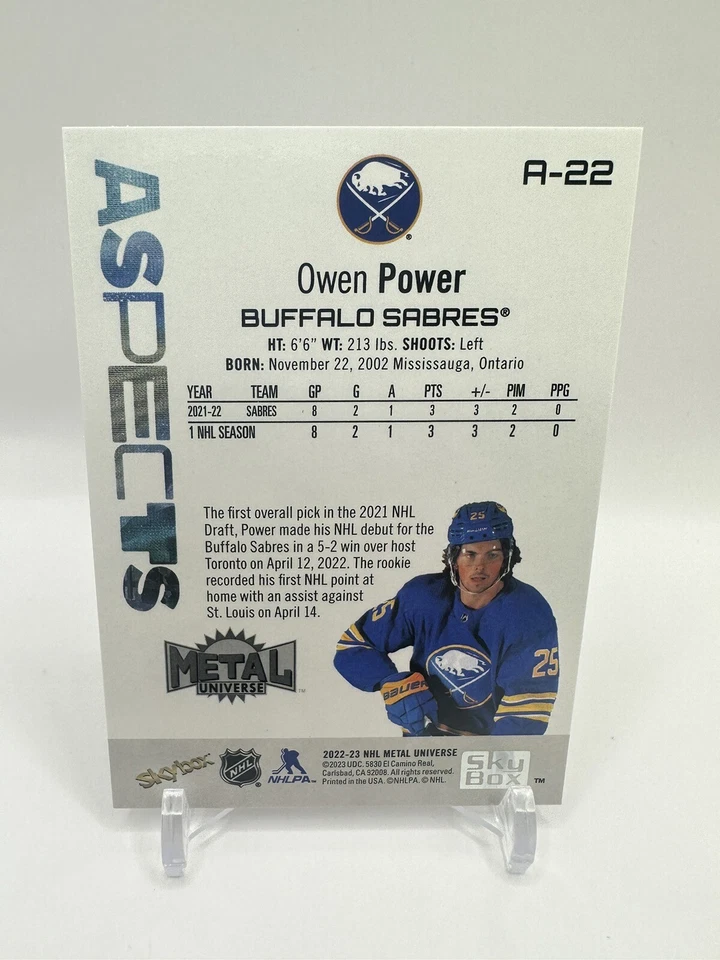 ASPECTS
A-22
Owen Power
BUFFALO SABRES®
HT: 6'6" WT: 213 lbs. SHOOTS: Left
BORN: November 22, 2002 Mississauga, Ontario
YEAR TEAM GP G A PTS +/- PIM PPG
2021-22 SABRES 8 2 1 3 3 2 0
1 NHL SEASON 8 2 1 3 3 2 0
The first overall pick in the 2021 NHL
Draft, Power made his NHL debut for the
Buffalo Sabres in a 5-2 win over host
Toronto on April 12, 2022. The rookie
recorded his first NHL point at
home with an assist against
St. Louis on April 14.
25
25
25
BAUER
METAL
UNIVERSE™
Skybox™
NHL
NHLPA™
2022-23 NHL METAL UNIVERSE
©2023 UDC. 5830 El Camino Real,
Carlsbad, CA 92008. All rights reserved.
Printed in the USA. ©NHLPA. © NHL.
Sky
Box™